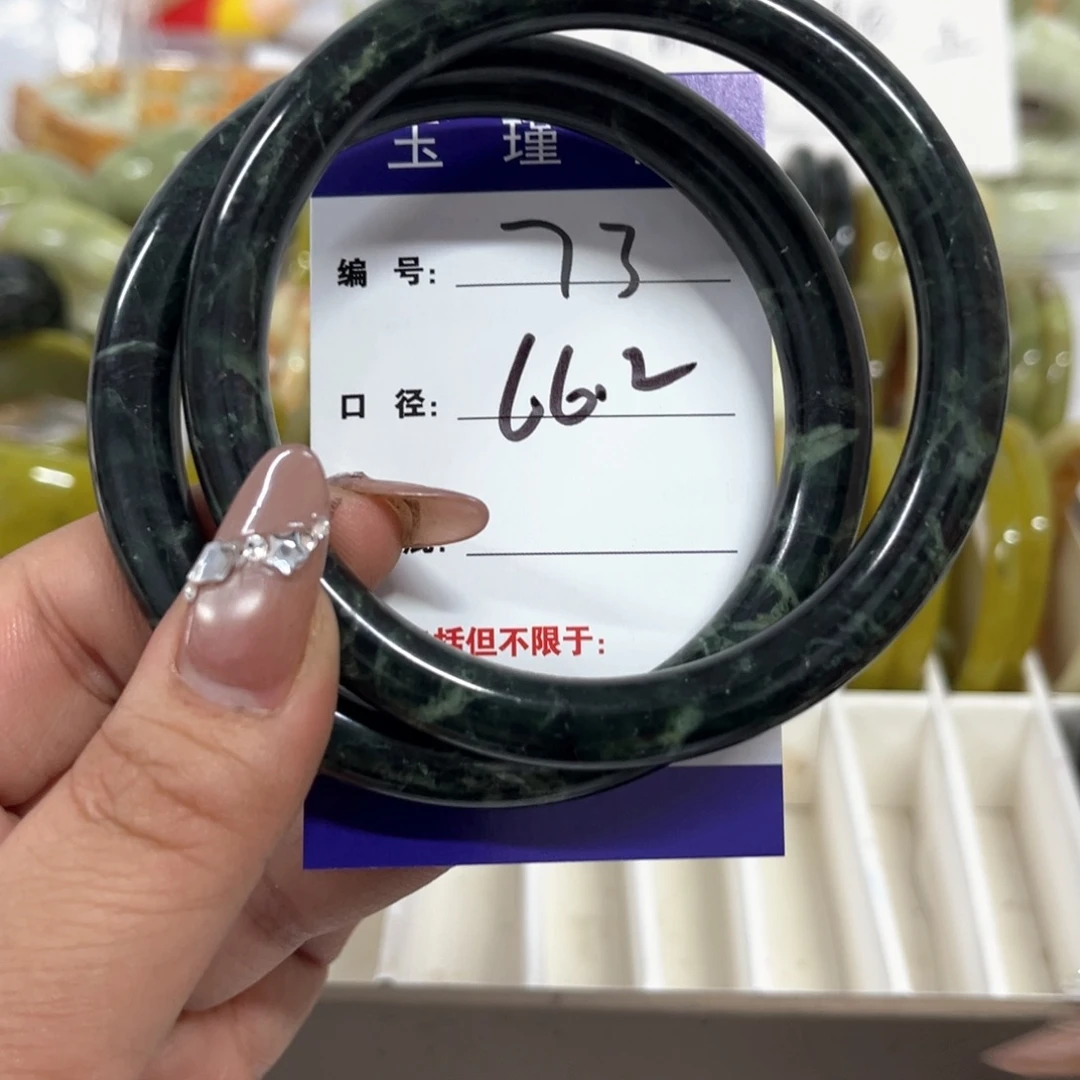 玉 瑾
编 号: 73
口 径: 66.2
括但不限于: